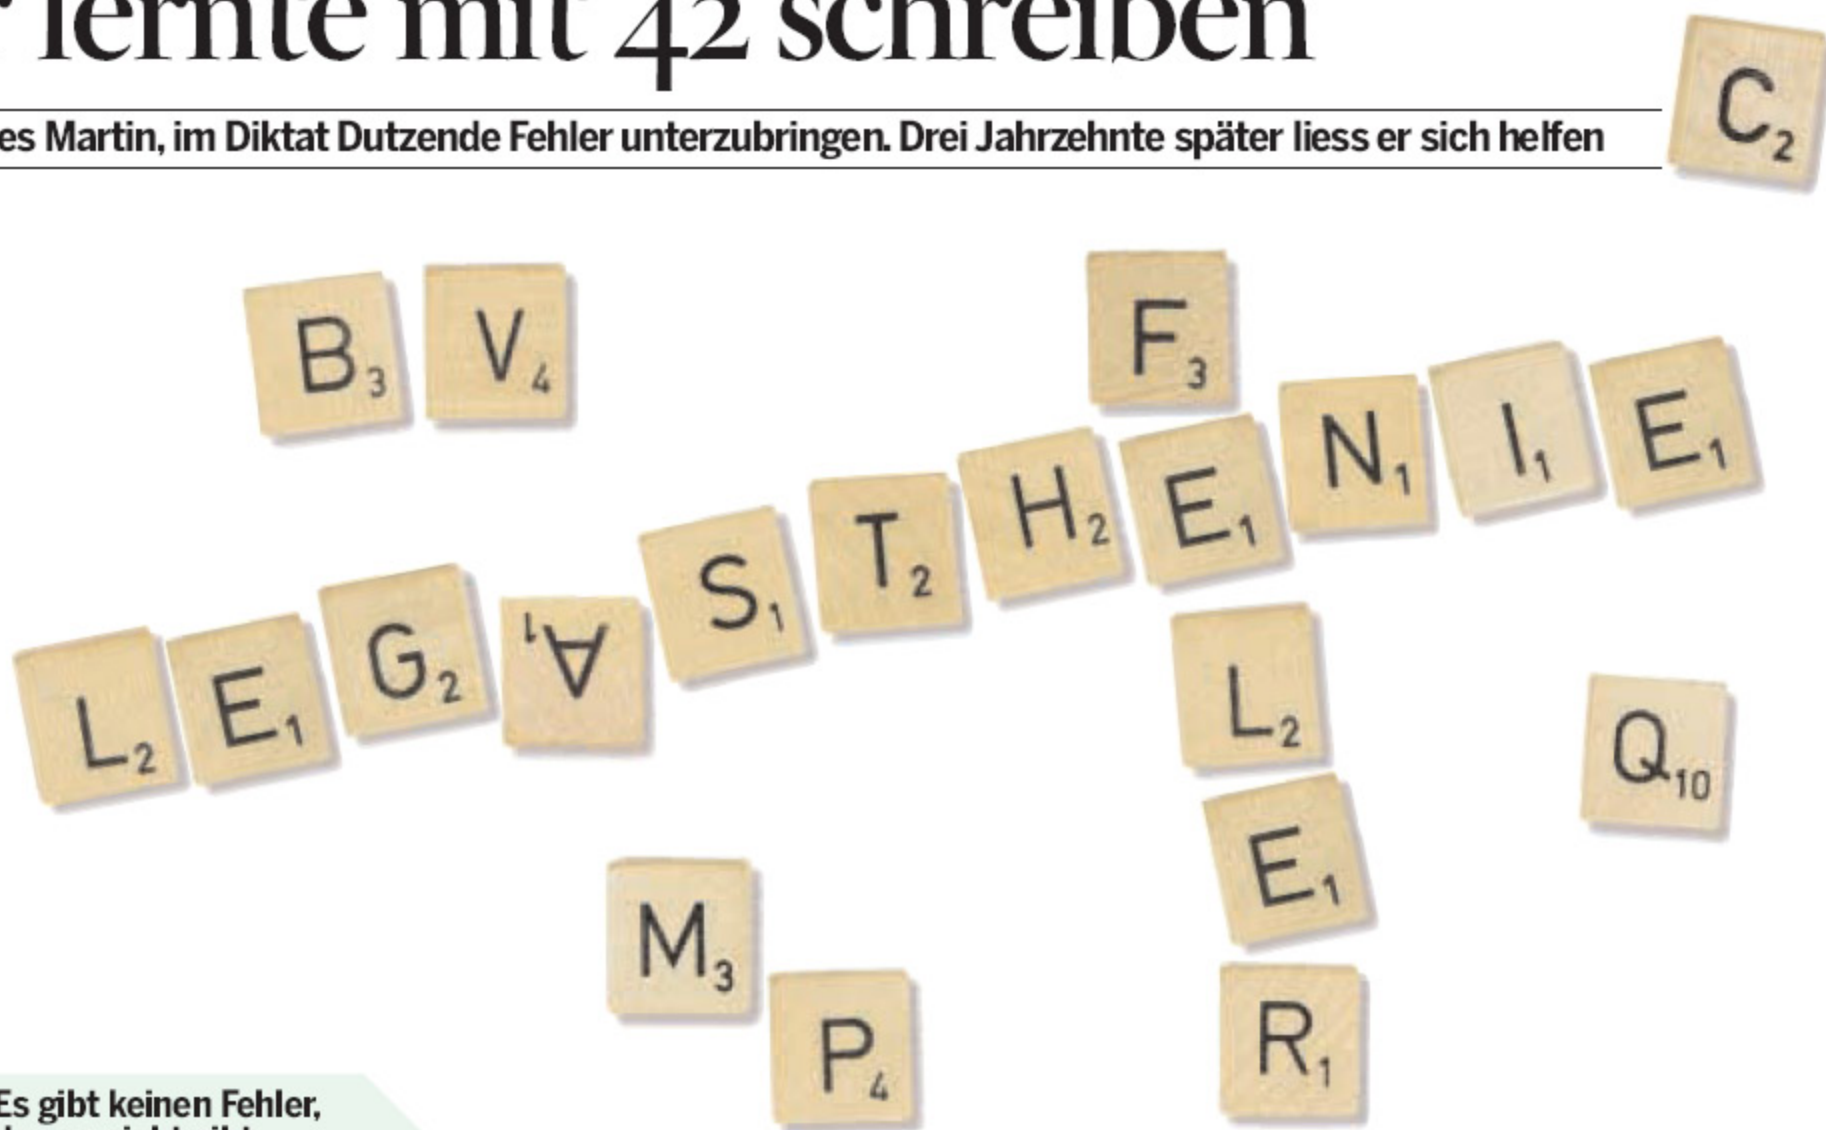 lernte mit 42 schreiben
es Martin, im Diktat Dutzende Fehler unterzubringen. Drei Jahrzehnte später liess er sich helfen
C2
B3 V4
F3
L2 E1 G2 A1 S1 T2 H2 E1 N1 I1 E1
L2
E1
R1
Q10
M3
P4
Es gibt keinen Fehler,